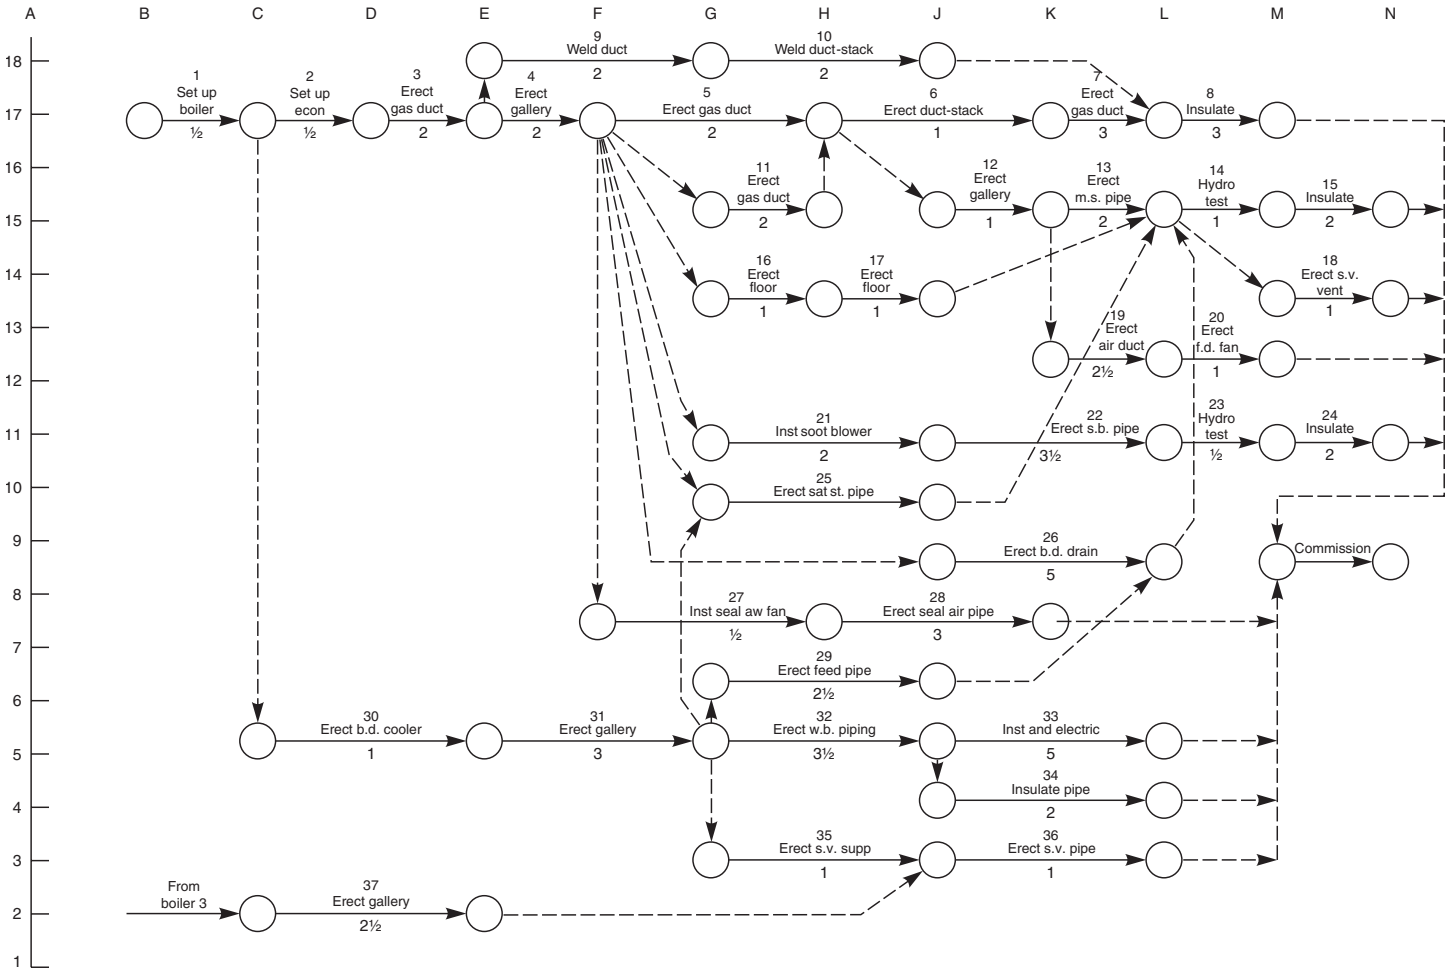 A B C D E F G H J K L M N
18
17
16
15
14
13
12
11
10
9
8
7
6
5
4
3
2
1
9
Weld duct
2
10
Weld duct-stack
2
1
Set up
boiler
½
2
Set up
econ
½
3
Erect
gas duct
2
4
Erect
gallery
2
5
Erect gas duct
2
6
Erect duct-stack
1
7
Erect
gas duct
3
8
Insulate
3
11
Erect
gas duct
2
12
Erect
gallery
1
13
Erect
m.s. pipe
2
14
Hydro
test
1
15
Insulate
2
16
Erect
floor
1
17
Erect
floor
1
18
Erect s.v.
vent
1
19
Erect
air duct
2½
20
Erect
f.d. fan
1
21
Inst soot blower
2
22
Erect s.b. pipe
3½
23
Hydro
test
½
24
Insulate
2
25
Erect sat st. pipe
26
Erect b.d. drain
5
Commission
27
Inst seal aw fan
½
28
Erect seal air pipe
3
29
Erect feed pipe
2½
30
Erect b.d. cooler
1
31
Erect gallery
3
32
Erect w.b. piping
3½
33
Inst and electric
5
34
Insulate pipe
2
35
Erect s.v. supp
1
36
Erect s.v. pipe
1
From
boiler 3
37
Erect gallery
2½